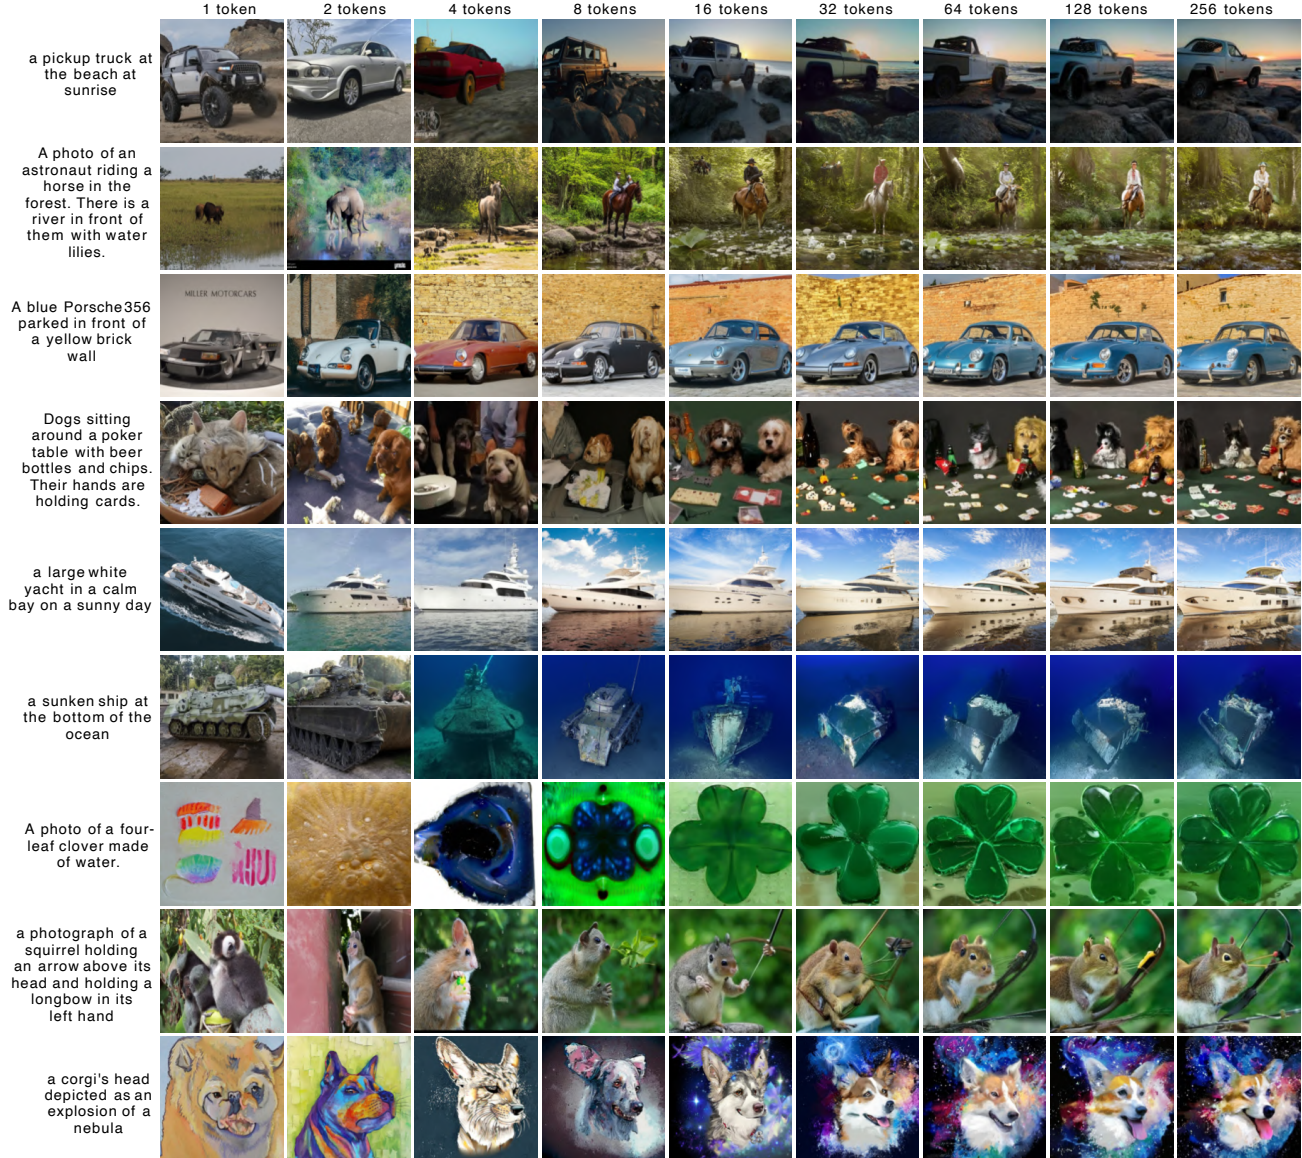 1 token 2 tokens 4 tokens 8 tokens 16 tokens 32 tokens 64 tokens 128 tokens 256 tokens
a pickup truck at
the beach at
sunrise
A photo of an
astronaut riding a
horse in the
forest. There is a
river in front of
them with water
lilies.
A blue Porsche 356
parked in front of
a yellow brick
wall
MILLER MOTORCARS
Dogs sitting
around a poker
table with beer
bottles and chips.
Their hands are
holding cards.
a large white
yacht in a calm
bay on a sunny day
a sunken ship at
the bottom of the
ocean
A photo of a four-
leaf clover made
of water.
a photograph of a
squirrel holding
an arrow above its
head and holding a
longbow in its
left hand
a corgi's head
depicted as an
explosion of a
nebula